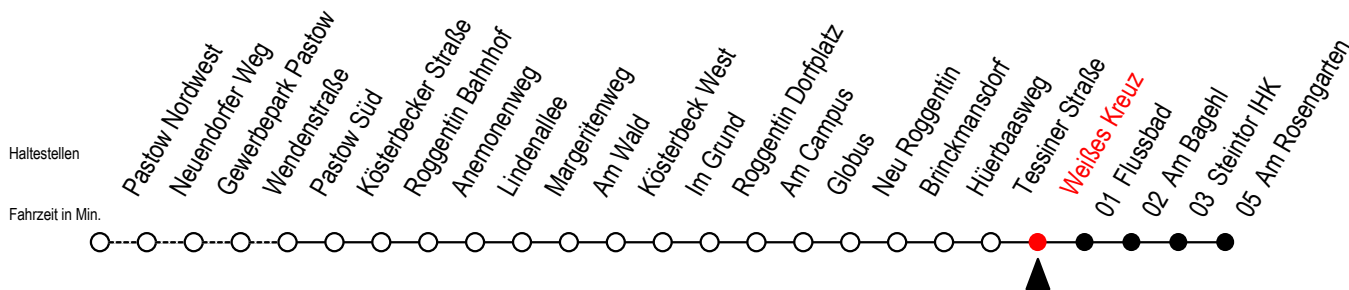 Haltestellen
Pastow Nordwest
Neuendorfer Weg
Gewerbepark Pastow
Wendenstraße
Pastow Süd
Kösterbecker Straße
Roggentin Bahnhof
Anemonenweg
Lindenallee
Margeritenweg
Am Wald
Kösterbeck West
Im Grund
Roggentin Dorfplatz
Am Campus
Globus
Neu Roggentin
Brinckmansdorf
Hüerbaasweg
Tessiner Straße
Weißes Kreuz
01 Flussbad
02 Am Bagehl
03 Steintor IHK
05 Am Rosengarten
Fahrzeit in Min.